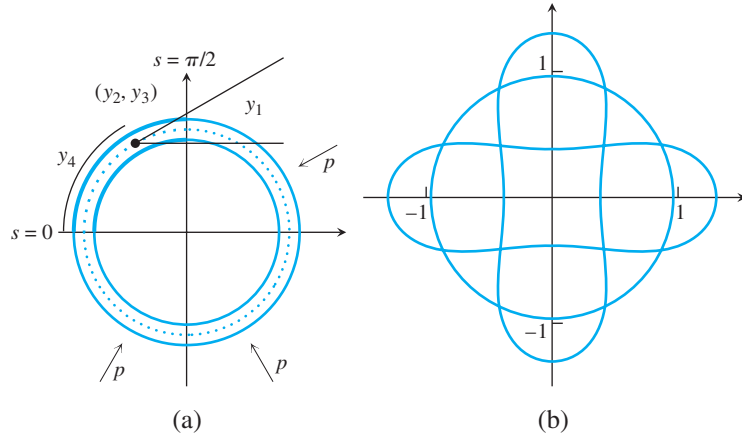 s = π/2
(y2, y3)
y1
y4
p
s = 0
p
p
(a)
1
−1
1
−1
(b)